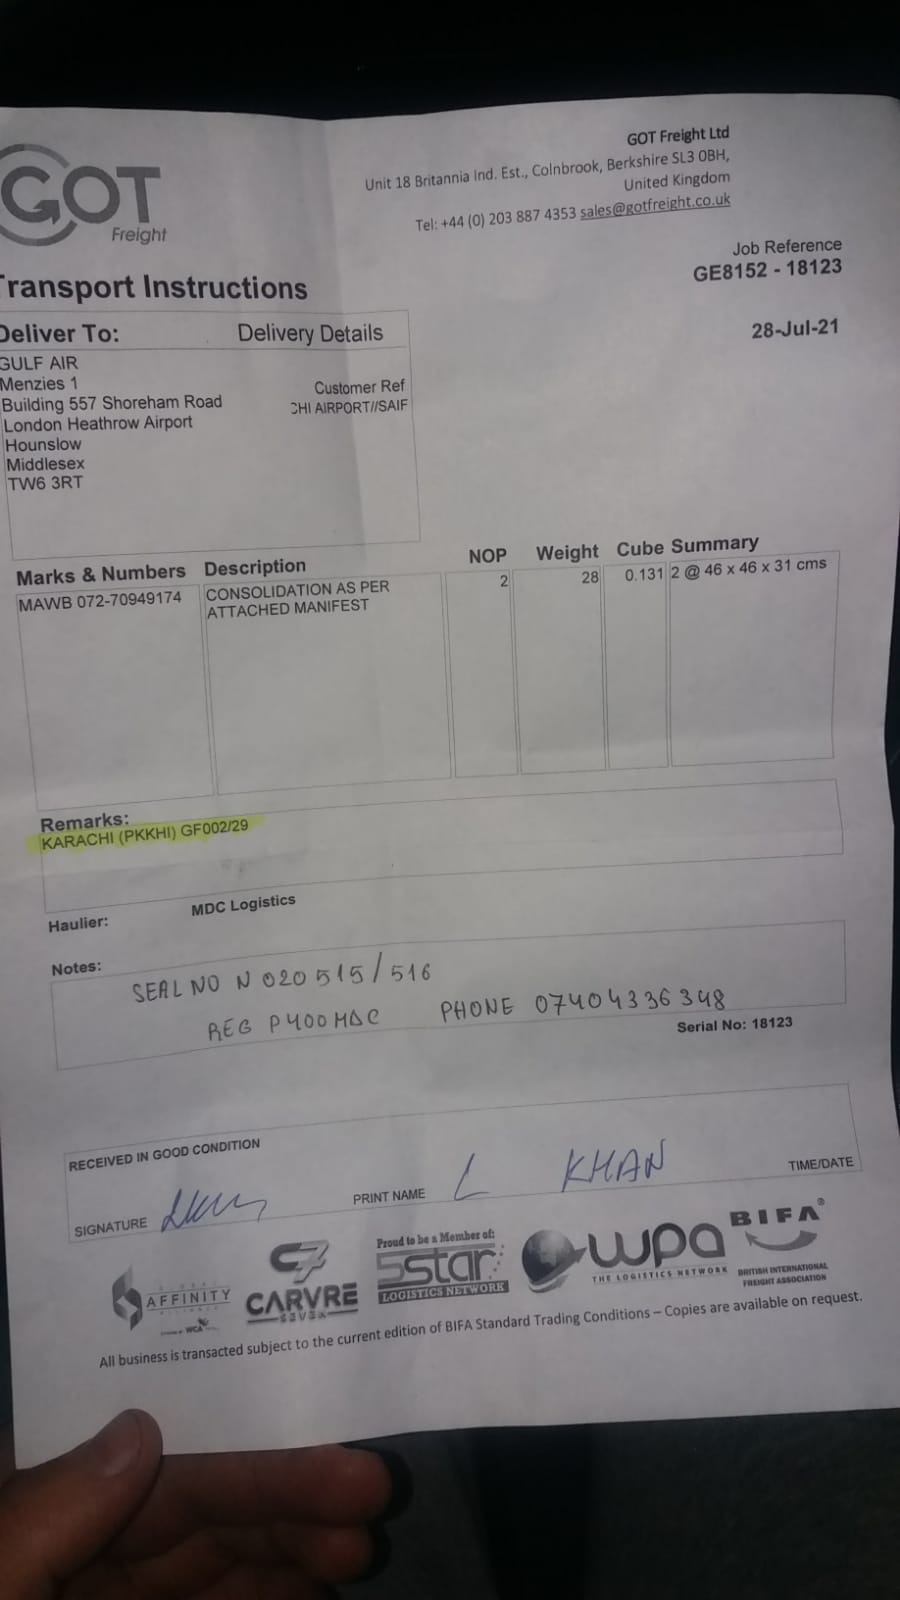 GOT
Freight
GOT Freight Ltd
Unit 18 Britannia Ind. Est., Colnbrook, Berkshire SL3 0BH,
United Kingdom
Tel: +44 (0) 203 887 4353 sales@gotfreight.co.uk
Job Reference
GE8152 - 18123
Transport Instructions
28-Jul-21
Deliver To: Delivery Details
GULF AIR
Menzies 1
Building 557 Shoreham Road
London Heathrow Airport
Hounslow
Middlesex
TW6 3RT
Customer Ref
CHI AIRPORT//SAIF
Marks & Numbers Description NOP Weight Cube Summary
MAWB 072-70949174 CONSOLIDATION AS PER 2 28 0.131 2 @ 46 x 46 x 31 cms
ATTACHED MANIFEST
Remarks:
KARACHI (PKKHI) GF002/29
Haulier: MDC Logistics
Notes:
SEAL NO N 020515/516
REG P400MDC PHONE 07404336348
Serial No: 18123
RECEIVED IN GOOD CONDITION
SIGNATURE PRINT NAME L KHAN TIME/DATE
AFFINITY
WCA
C7
CARVRE
SEVEN
Proud to be a Member of:
5star
LOGISTICS NETWORK
wpa
THE LOGISTICS NETWORK
BIFA®
BRITISH INTERNATIONAL
FREIGHT ASSOCIATION
All business is transacted subject to the current edition of BIFA Standard Trading Conditions – Copies are available on request.